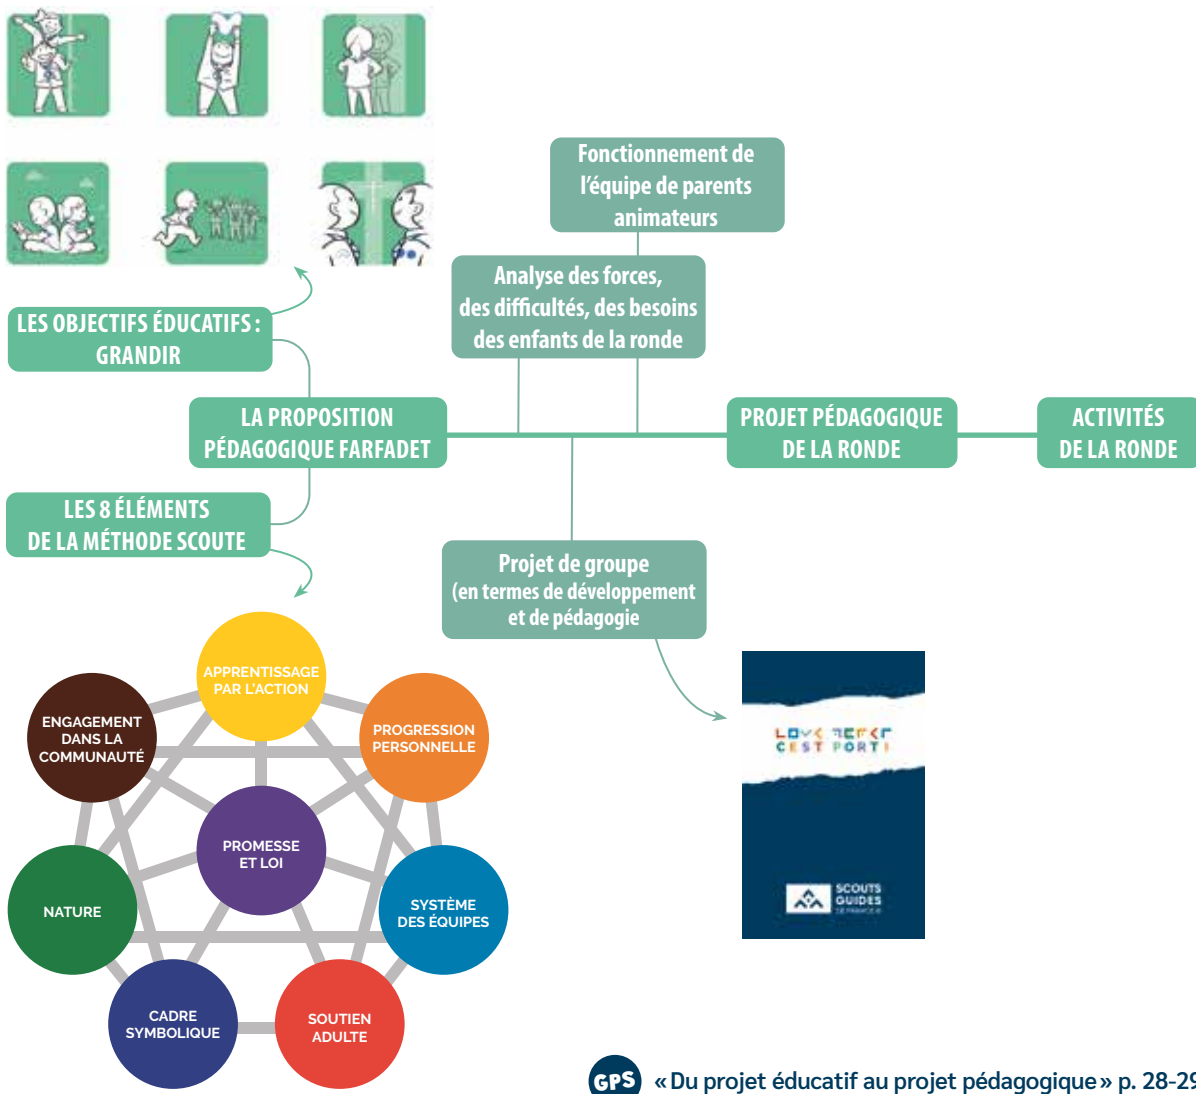 Fonctionnement de
l'équipe de parents
animateurs
Analyse des forces,
des difficultés, des besoins
des enfants de la ronde
LES OBJECTIFS ÉDUCATIFS :
GRANDIR
LA PROPOSITION
PÉDAGOGIQUE FARFADET
PROJET PÉDAGOGIQUE
DE LA RONDE
ACTIVITÉS
DE LA RONDE
LES 8 ÉLÉMENTS
DE LA MÉTHODE SCOUTE
Projet de groupe
(en termes de développement
et de pédagogie
APPRENTISSAGE
PAR L'ACTION
ENGAGEMENT
DANS LA
COMMUNAUTÉ
PROGRESSION
PERSONNELLE
PROMESSE
ET LOI
NATURE
SYSTÈME
DES ÉQUIPES
CADRE
SYMBOLIQUE
SOUTIEN
ADULTE
C'EST PORT!
SCOUTS
GUIDES
DE FRANCE
GPS
« Du projet éducatif au projet pédagogique » p. 28-29